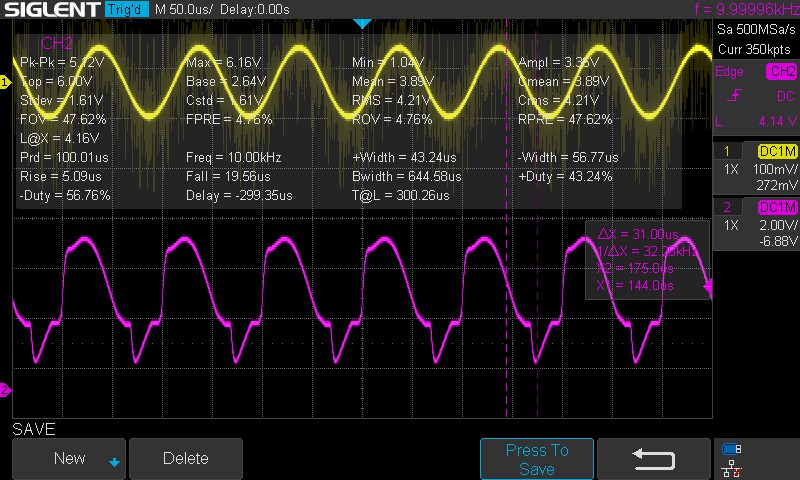 SIGLENT Trig'd M 50.0us/ Delay:0.00s f = 9.99996kHz
Sa 500MSa/s
Curr 350kpts
Edge CH2
DC
L 4.14 V
1 DC1M
1X 100mV/
272mV
2 DC1M
1X 2.00V/
-6.88V
CH2
Pk-Pk = 5.12V Max = 6.16V Min = 1.04V Ampl = 3.36V
Top = 6.00V Base = 2.64V Mean = 3.89V Cmean = 3.89V
Stdev = 1.61V Cstd = 1.61V RMS = 4.21V Crms = 4.21V
FOV = 47.62% FPRE = 4.76% ROV = 4.76% RPRE = 47.62%
L@X = 4.16V
Prd = 100.01us Freq = 10.00kHz +Width = 43.24us -Width = 56.77us
Rise = 5.09us Fall = 19.56us Bwidth = 644.58us +Duty = 43.24%
-Duty = 56.76% Delay = -299.35us T@L = 300.26us
1
2
△X = 31.00us
1/△X = 32.26kHz
X2 = 175.0us
X1 = 144.0us
SAVE
New Delete Press To
Save